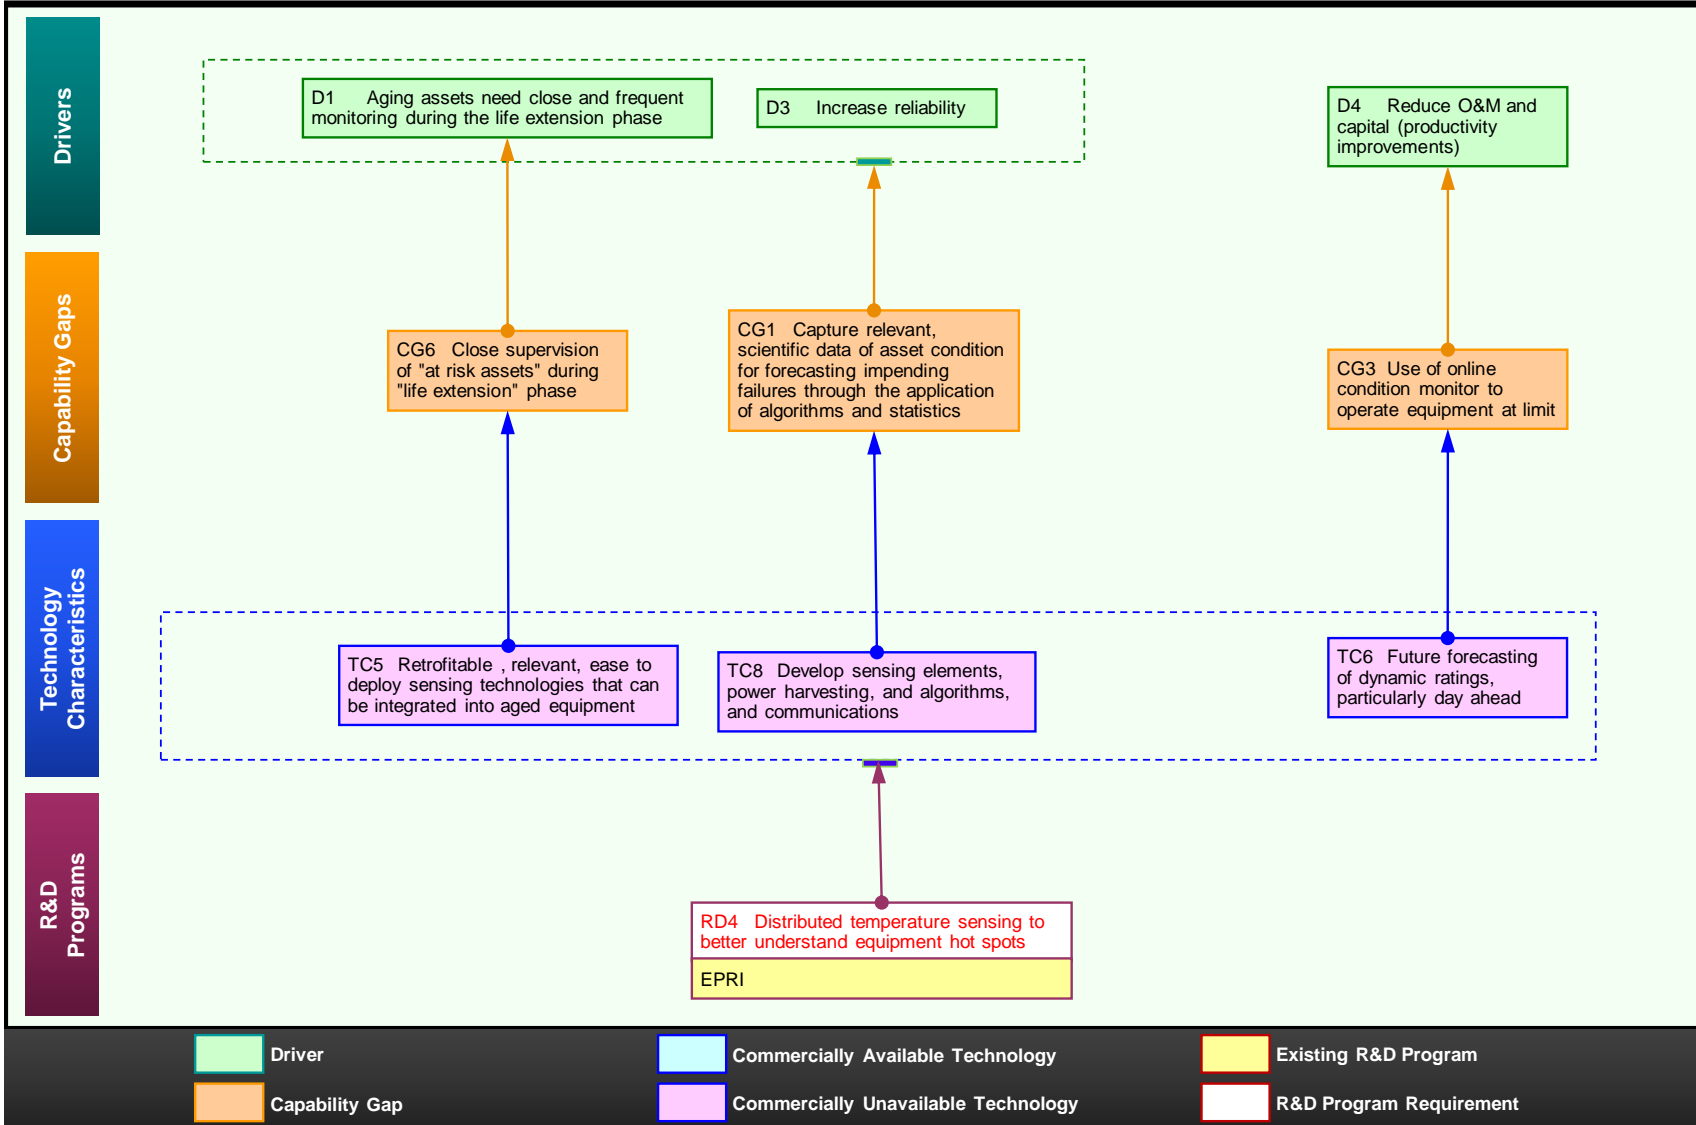 Drivers
D1 Aging assets need close and frequent
monitoring during the life extension phase
D3 Increase reliability
D4 Reduce O&M and
capital (productivity
improvements)
Capability Gaps
CG6 Close supervision
of "at risk assets" during
"life extension" phase
CG1 Capture relevant,
scientific data of asset condition
for forecasting impending
failures through the application
of algorithms and statistics
CG3 Use of online
condition monitor to
operate equipment at limit
Technology
Characteristics
TC5 Retrofitable , relevant, ease to
deploy sensing technologies that can
be integrated into aged equipment
TC8 Develop sensing elements,
power harvesting, and algorithms,
and communications
TC6 Future forecasting
of dynamic ratings,
particularly day ahead
R&D
Programs
RD4 Distributed temperature sensing to
better understand equipment hot spots
EPRI
Driver
Commercially Available Technology
Existing R&D Program
Capability Gap
Commercially Unavailable Technology
R&D Program Requirement